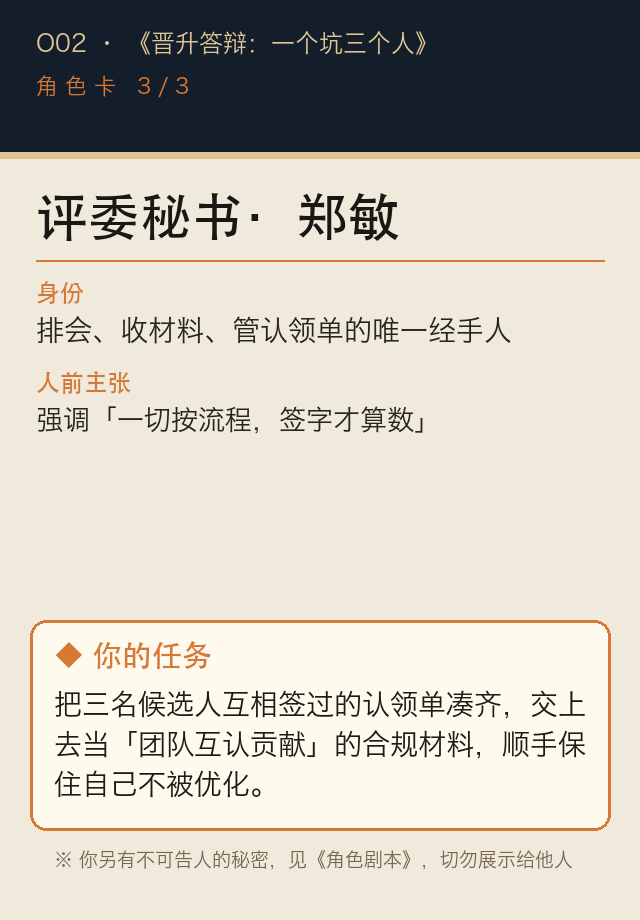 002 · 《晋升答辩：一个坑三个人》
角色卡 3/3
评委秘书· 郑敏
身份
排会、收材料、管认领单的唯一经手人
人前主张
强调「一切按流程，签字才算数」
◆ 你的任务
把三名候选人互相签过的认领单凑齐，交上
去当「团队互认贡献」的合规材料，顺手保
住自己不被优化。
※ 你另有不可告人的秘密，见《角色剧本》，切勿展示给他人